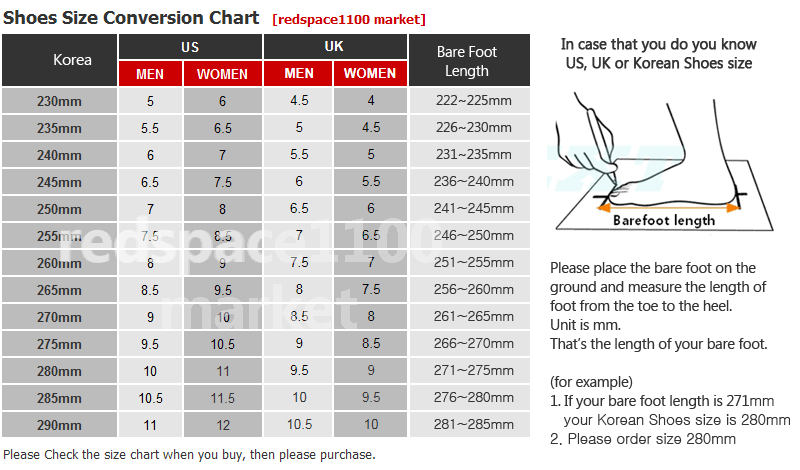 Shoes Size Conversion Chart [redspace1100 market]
Korea US UK Bare Foot Length
MEN WOMEN MEN WOMEN
230mm 5 6 4.5 4 222~225mm
235mm 5.5 6.5 5 4.5 226~230mm
240mm 6 7 5.5 5 231~235mm
245mm 6.5 7.5 6 5.5 236~240mm
250mm 7 8 6.5 6 241~245mm
255mm 7.5 8.5 7 6.5 246~250mm
260mm 8 9 7.5 7 251~255mm
265mm 8.5 9.5 8 7.5 256~260mm
270mm 9 10 8.5 8 261~265mm
275mm 9.5 10.5 9 8.5 266~270mm
280mm 10 11 9.5 9 271~275mm
285mm 10.5 11.5 10 9.5 276~280mm
290mm 11 12 10.5 10 281~285mm
redspace1100
market
Please Check the size chart when you buy, then please purchase.
In case that you do you know
US, UK or Korean Shoes size
Barefoot length
Please place the bare foot on the
ground and measure the length of
foot from the toe to the heel.
Unit is mm.
That's the length of your bare foot.
(for example)
1. If your bare foot length is 271mm
your Korean Shoes size is 280mm
2. Please order size 280mm